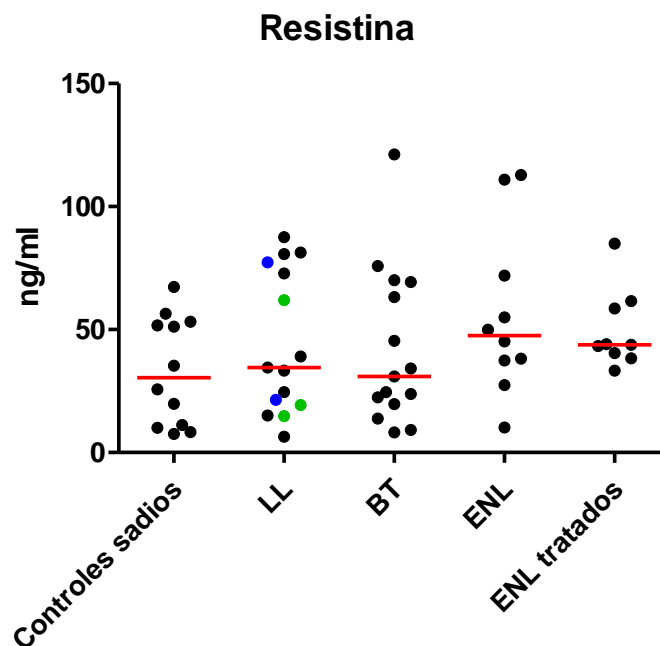 Resistina
150
100
50
0
ng/ml
Controles sadios
LL
BT
ENL
ENL tratados